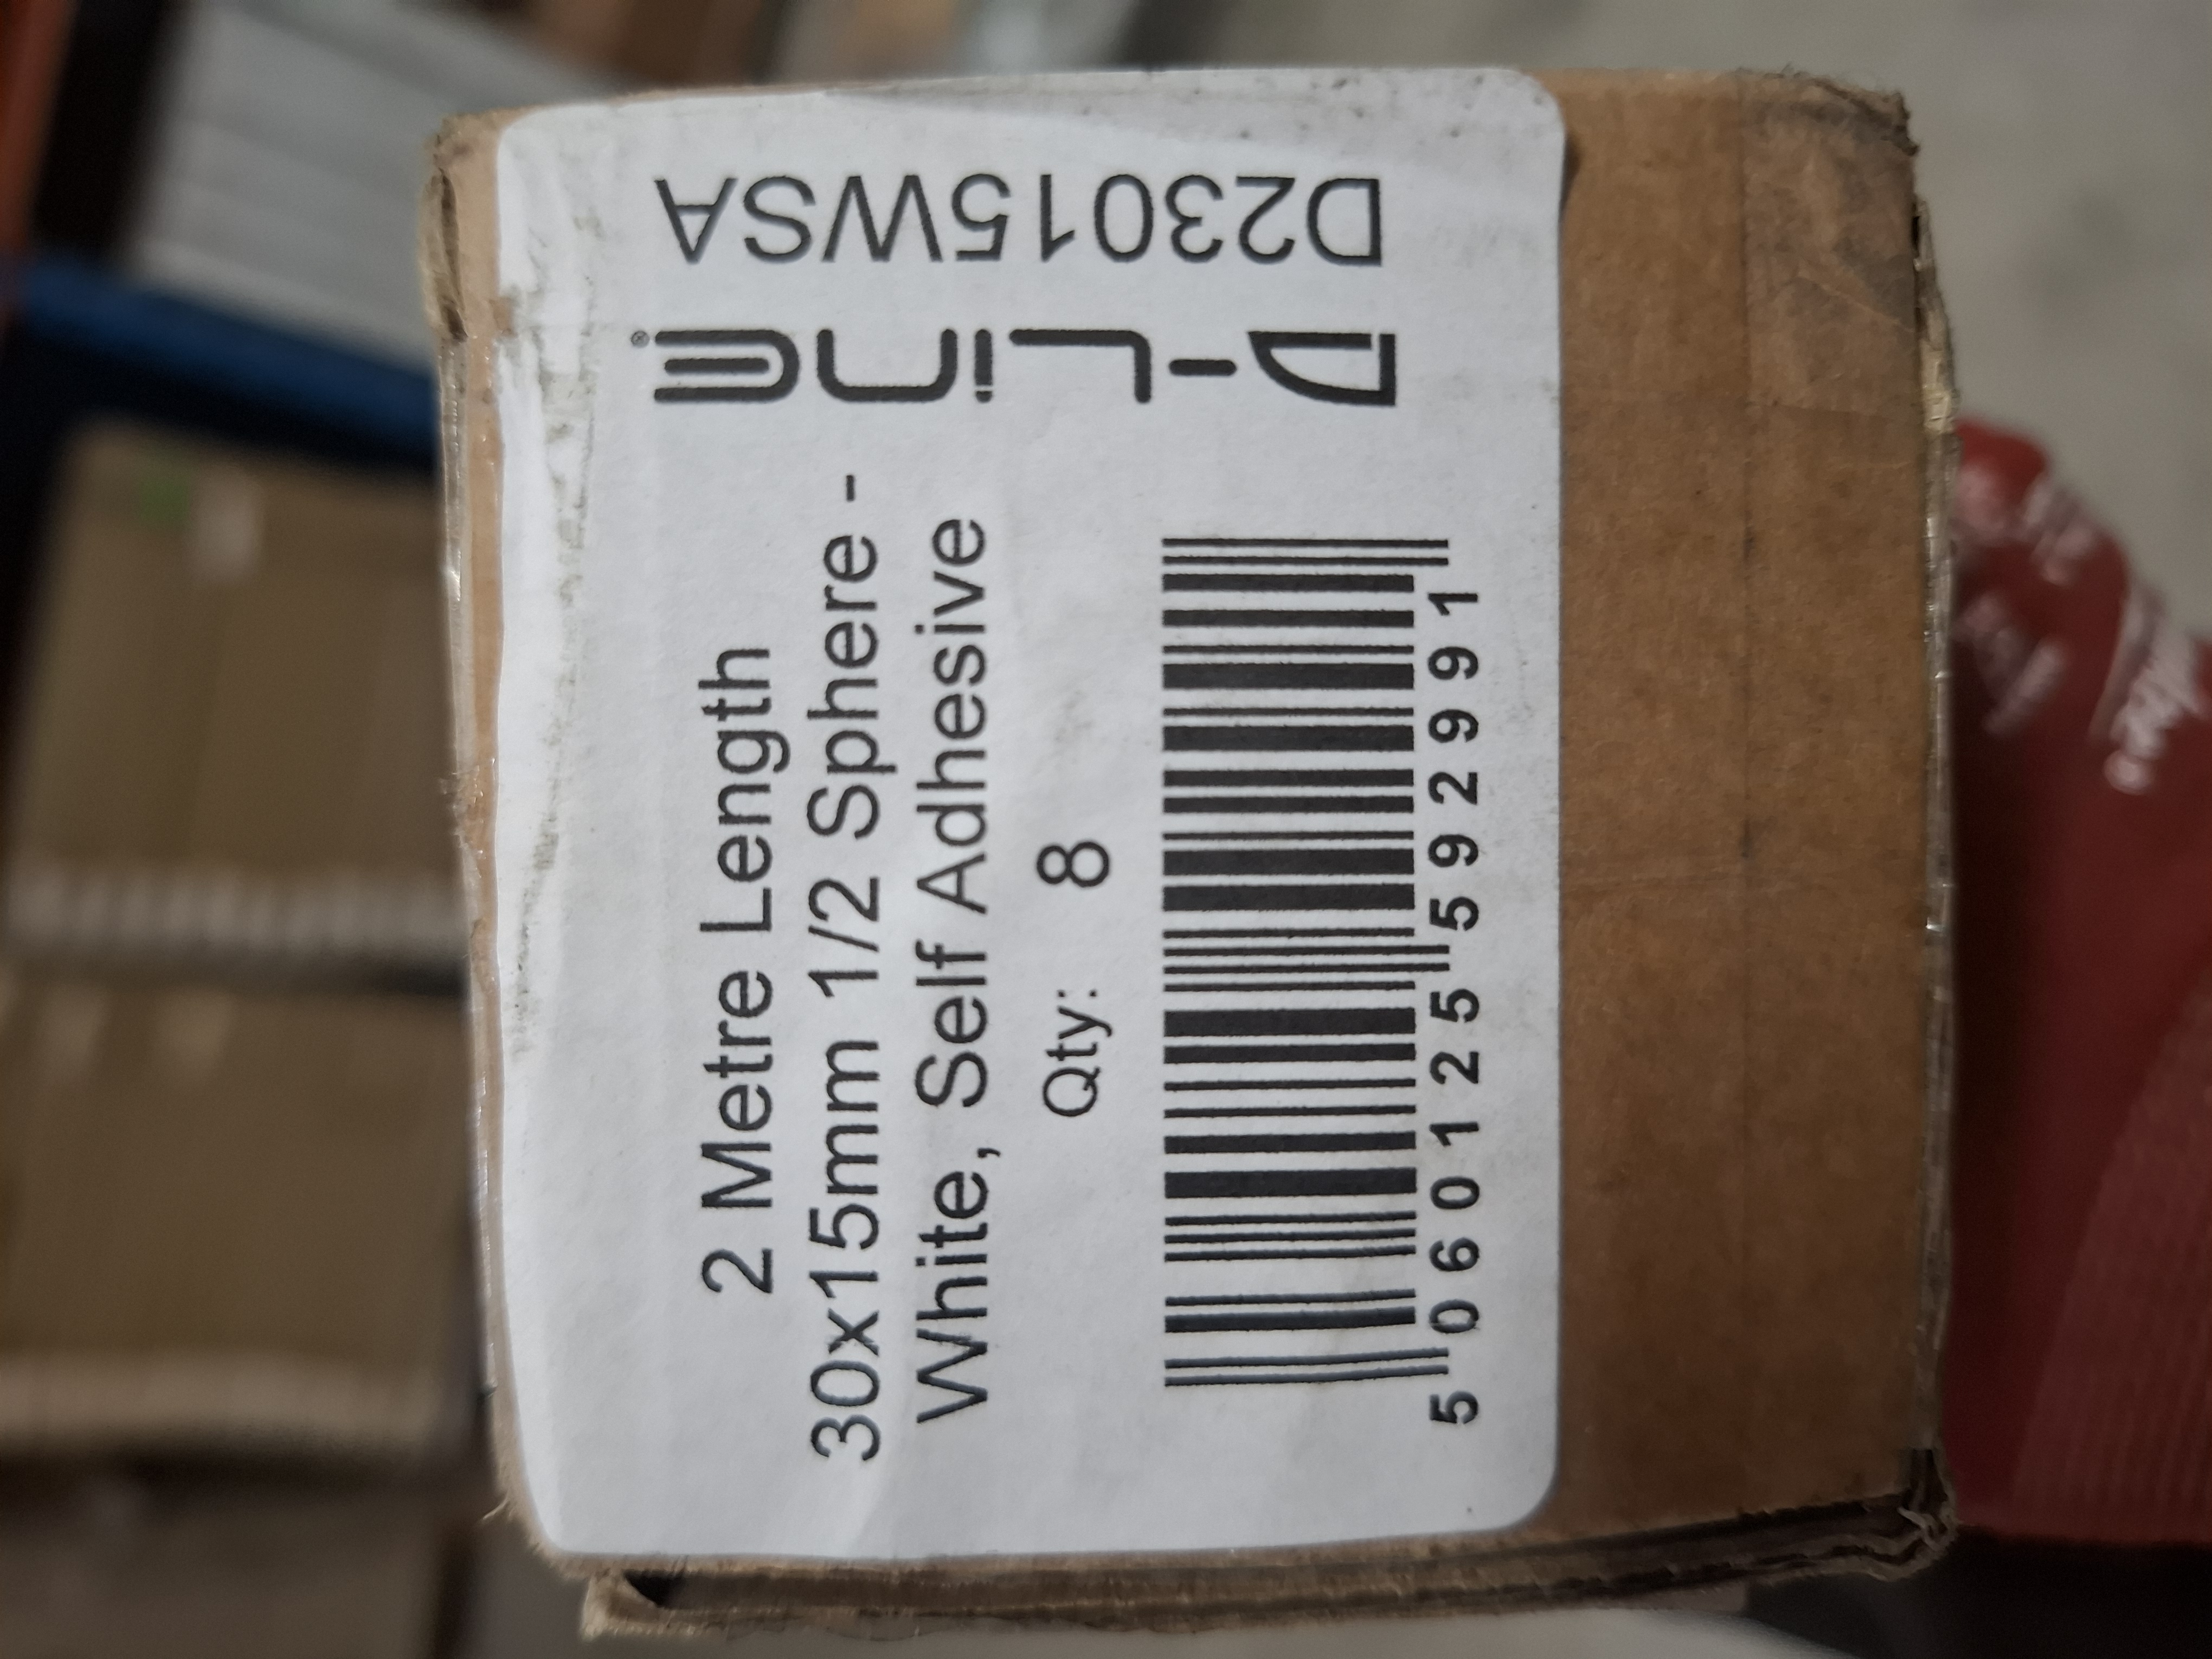 D23015WSA
D-Line®
2 Metre Length
30x15mm 1/2 Sphere -
White, Self Adhesive
Qty: 8
5 060125 592991